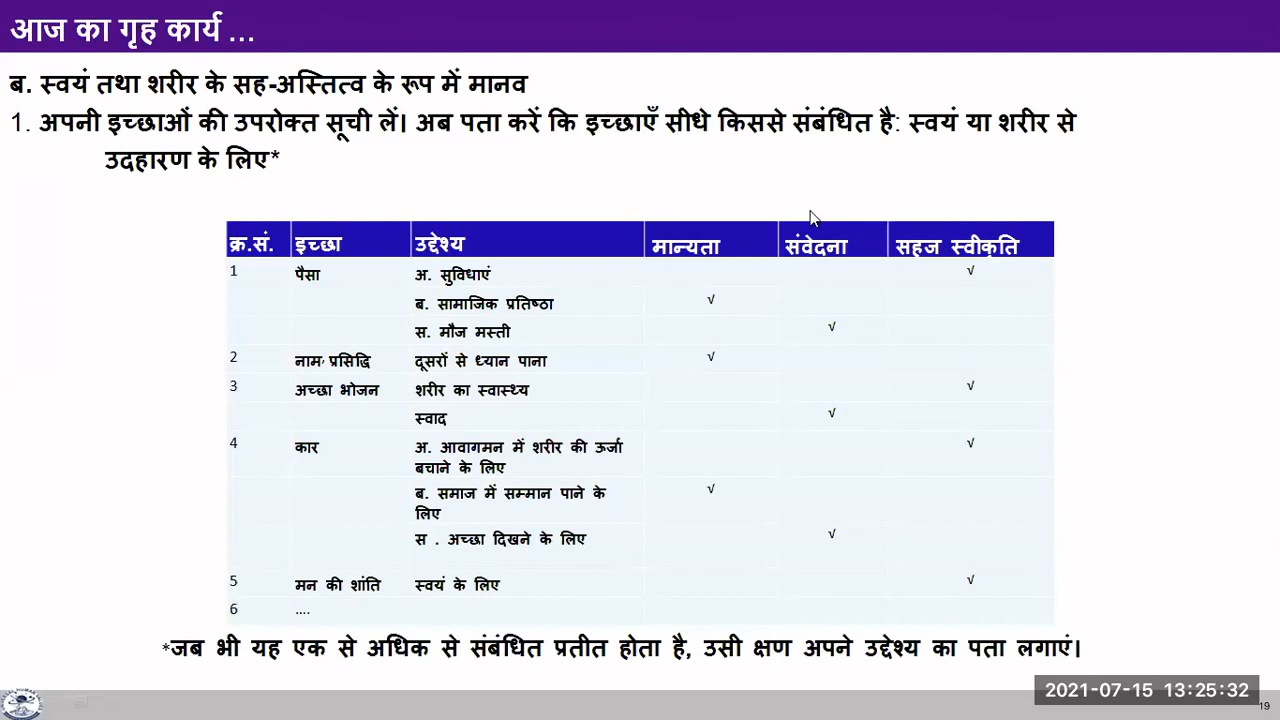 आज का गृह कार्य ...
ब. स्वयं तथा शरीर के सह-अस्तित्व के रूप में मानव
1. अपनी इच्छाओं की उपरोक्त सूची लें। अब पता करें कि इच्छाएँ सीधे किससे संबंधित है: स्वयं या शरीर से
उदहारण के लिए*
क्र.सं. इच्छा उद्देश्य मान्यता संवेदना सहज स्वीकृति
1 पैसा अ. सुविधाएं √
ब. सामाजिक प्रतिष्ठा √
स. मौज मस्ती √
2 नाम, प्रसिद्धि दूसरों से ध्यान पाना √
3 अच्छा भोजन शरीर का स्वास्थ्य √
स्वाद √
4 कार अ. आवागमन में शरीर की ऊर्जा √
बचाने के लिए
ब. समाज में सम्मान पाने के √
लिए
स . अच्छा दिखने के लिए √
5 मन की शांति स्वयं के लिए √
6 ....
*जब भी यह एक से अधिक से संबंधित प्रतीत होता है, उसी क्षण अपने उद्देश्य का पता लगाएं।
2021-07-15 13:25:32
19